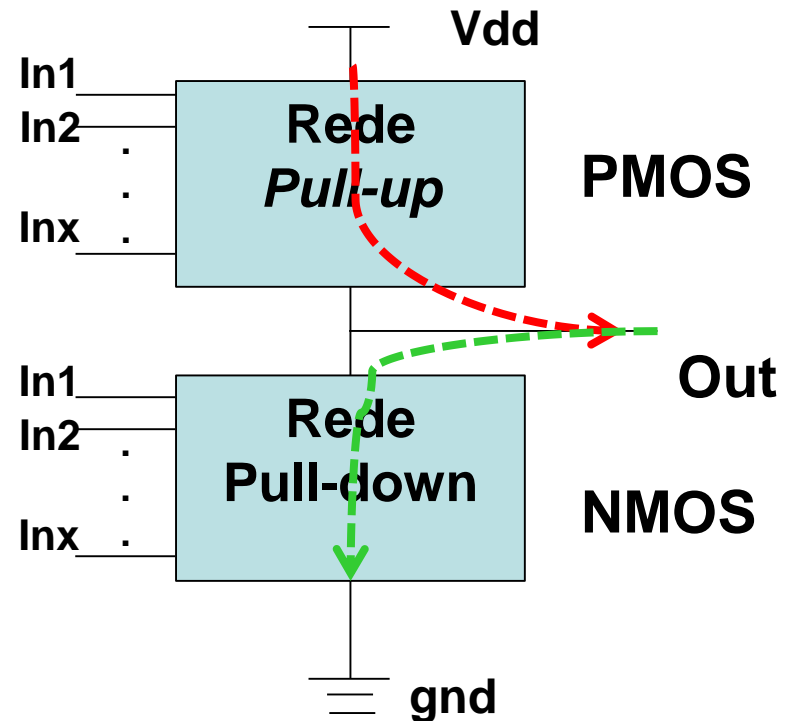 Vdd
In1
In2
.
.
Inx .
Rede
Pull-up
PMOS
Out
In1
In2
.
.
Inx .
Rede
Pull-down
NMOS
gnd